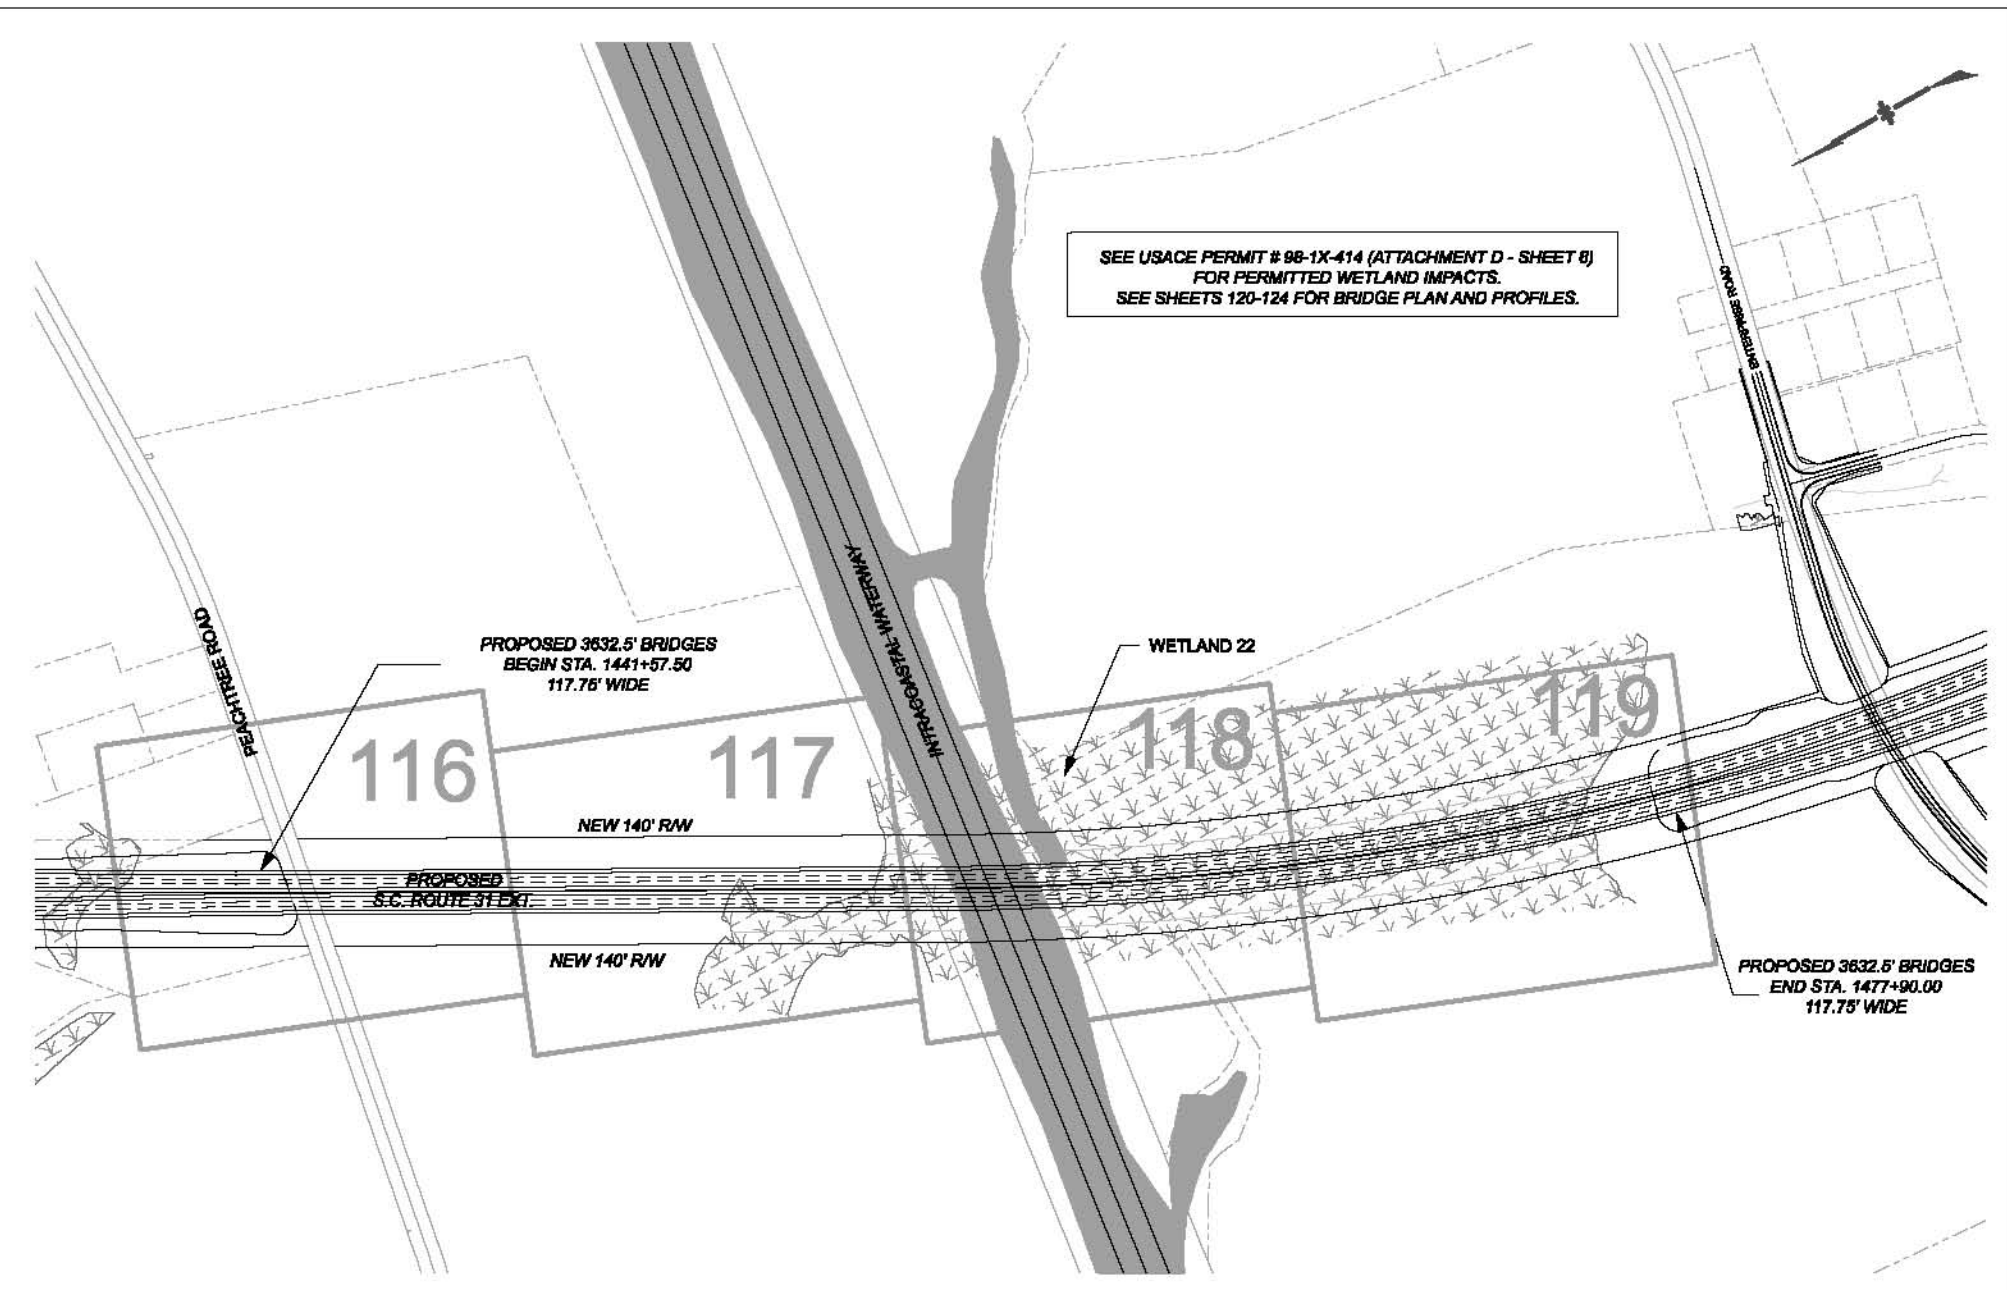 SEE USACE PERMIT # 98-1X-414 (ATTACHMENT D - SHEET 8)
FOR PERMITTED WETLAND IMPACTS.
SEE SHEETS 120-124 FOR BRIDGE PLAN AND PROFILES.
ENTERPRISE ROAD
INTRACOASTAL WATERWAY
PEACHTREE ROAD
PROPOSED 3632.5' BRIDGES
BEGIN STA. 1441+57.50
117.75' WIDE
WETLAND 22
116
117
118
119
NEW 140' R/W
PROPOSED
S.C. ROUTE 31 EXT.
NEW 140' R/W
PROPOSED 3632.5' BRIDGES
END STA. 1477+90.00
117.75' WIDE